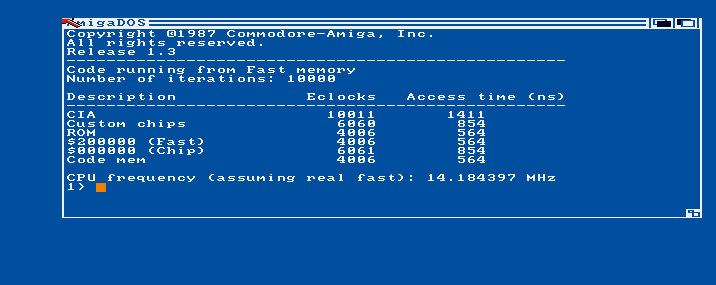 AmigaDOS
Copyright ©1987 Commodore-Amiga, Inc.
All rights reserved.
Release 1.3
Code running from Fast memory
Number of iterations: 10000
Description Eclocks Access time (ns)
CIA 10011 1411
Custom chips 6060 854
ROM 4006 564
$200000 (Fast) 4006 564
$000000 (Chip) 6061 854
Code mem 4006 564
CPU frequency (assuming real fast): 14.184397 MHz
1>